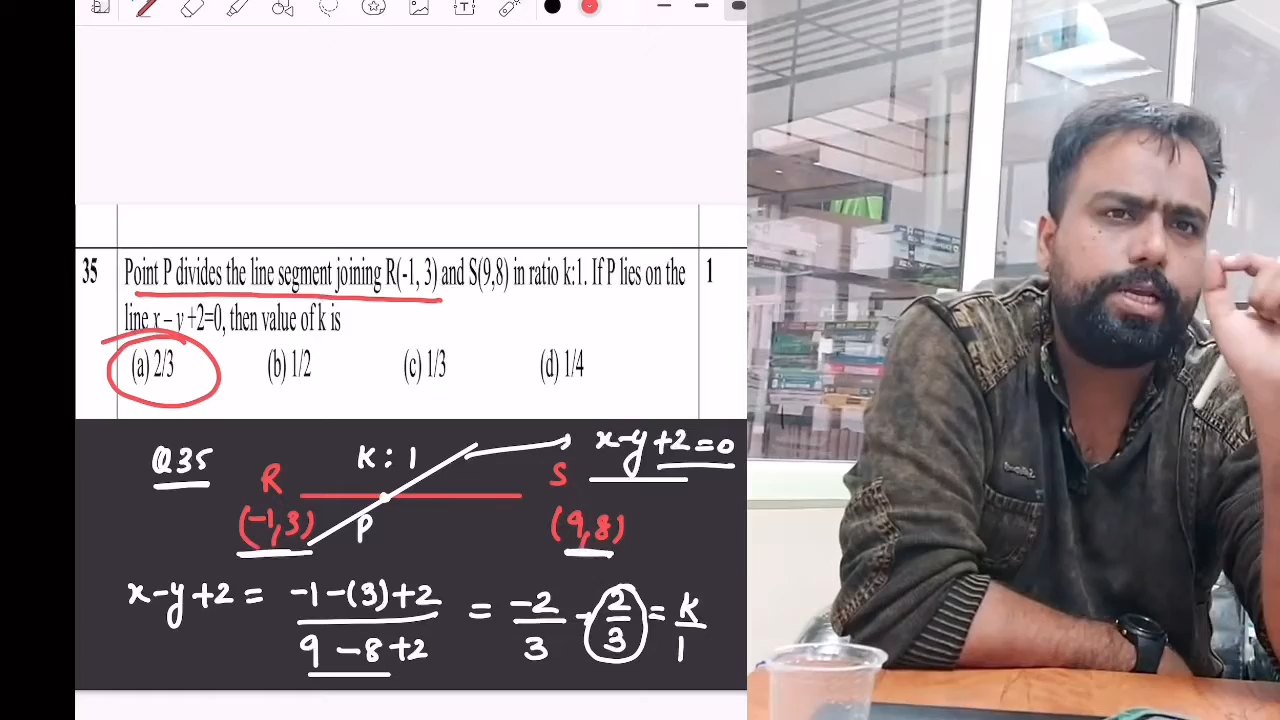 35 Point P divides the line segment joining R(-1, 3) and S(9,8) in ratio k:1. If P lies on the 1
line x – y +2=0, then value of k is
(a) 2/3 (b) 1/2 (c) 1/3 (d) 1/4
Q35 K : 1 x-y+2=0
R S
(-1,3) P (9,8)
x-y+2 = -1-(3)+2 / 9-8+2 = -2/3 - 2/3 = k/1